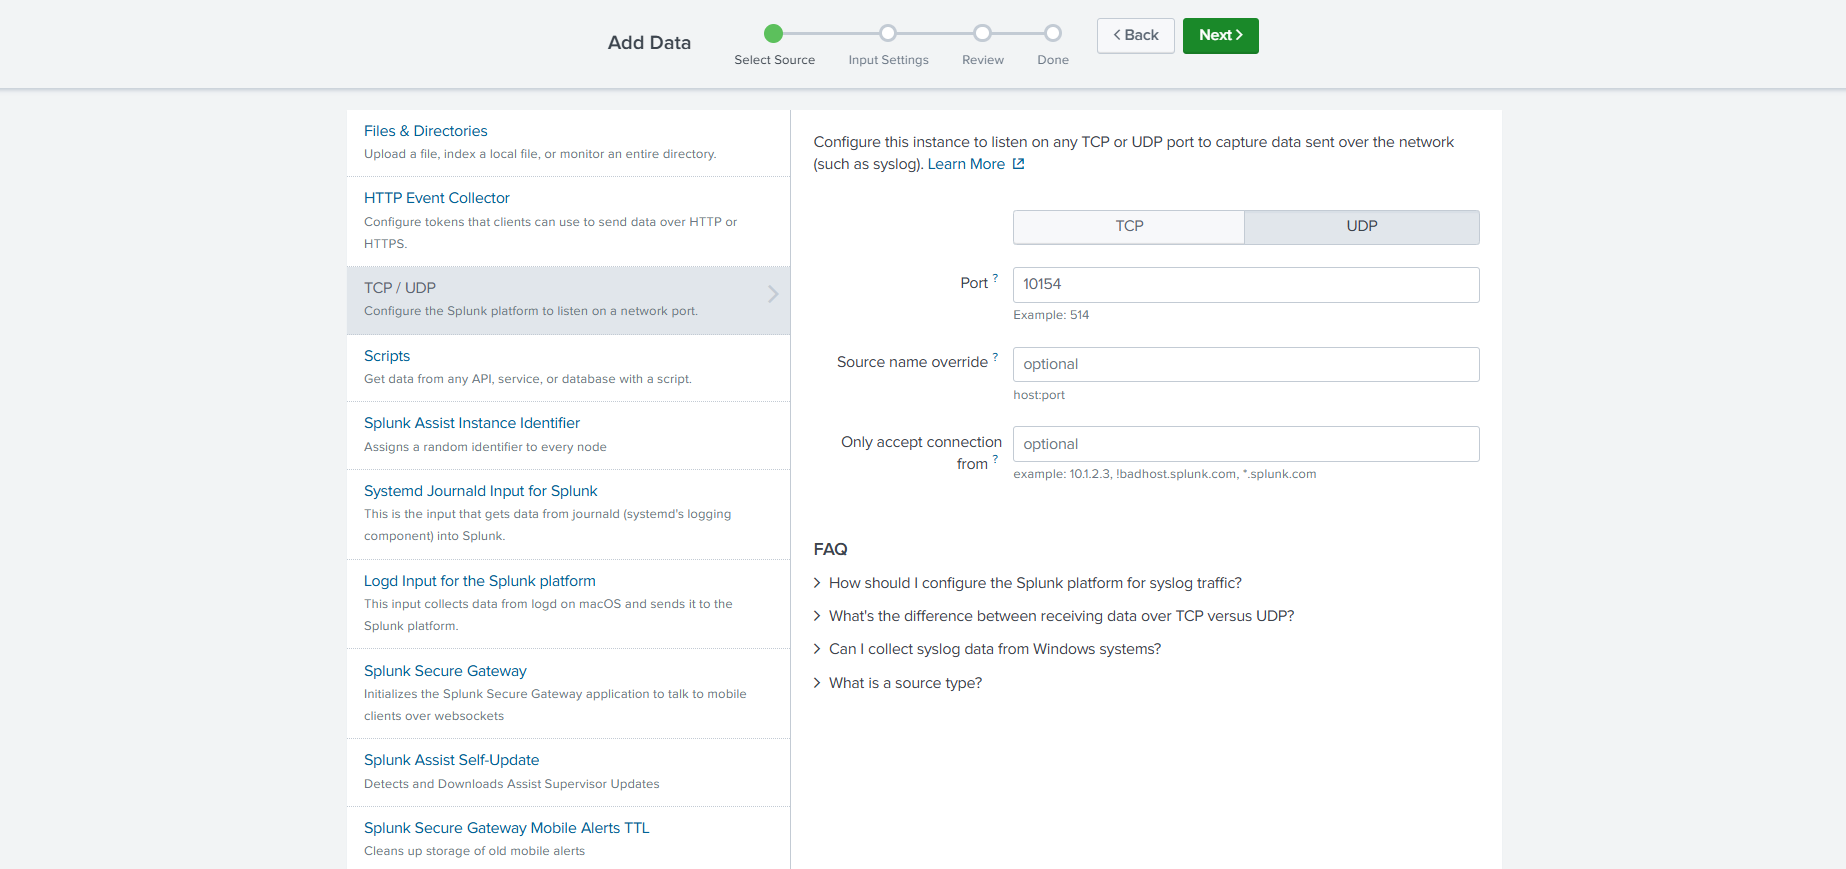 Add Data
Select Source
Input Settings
Review
Done
Back
Next
Files & Directories
Upload a file, index a local file, or monitor an entire directory.
HTTP Event Collector
Configure tokens that clients can use to send data over HTTP or
HTTPS.
TCP / UDP
Configure the Splunk platform to listen on a network port.
Scripts
Get data from any API, service, or database with a script.
Splunk Assist Instance Identifier
Assigns a random identifier to every node
Systemd Journald Input for Splunk
This is the input that gets data from journald (systemd's logging
component) into Splunk.
Logd Input for the Splunk platform
This input collects data from logd on macOS and sends it to the
Splunk platform.
Splunk Secure Gateway
Initializes the Splunk Secure Gateway application to talk to mobile
clients over websockets
Splunk Assist Self-Update
Detects and Downloads Assist Supervisor Updates
Splunk Secure Gateway Mobile Alerts TTL
Cleans up storage of old mobile alerts
Configure this instance to listen on any TCP or UDP port to capture data sent over the network
(such as syslog). Learn More
TCP
UDP
Port ?
10154
Example: 514
Source name override ?
optional
host:port
Only accept connection
from ?
optional
example: 10.1.2.3, !badhost.splunk.com, *.splunk.com
FAQ
How should I configure the Splunk platform for syslog traffic?
What's the difference between receiving data over TCP versus UDP?
Can I collect syslog data from Windows systems?
What is a source type?